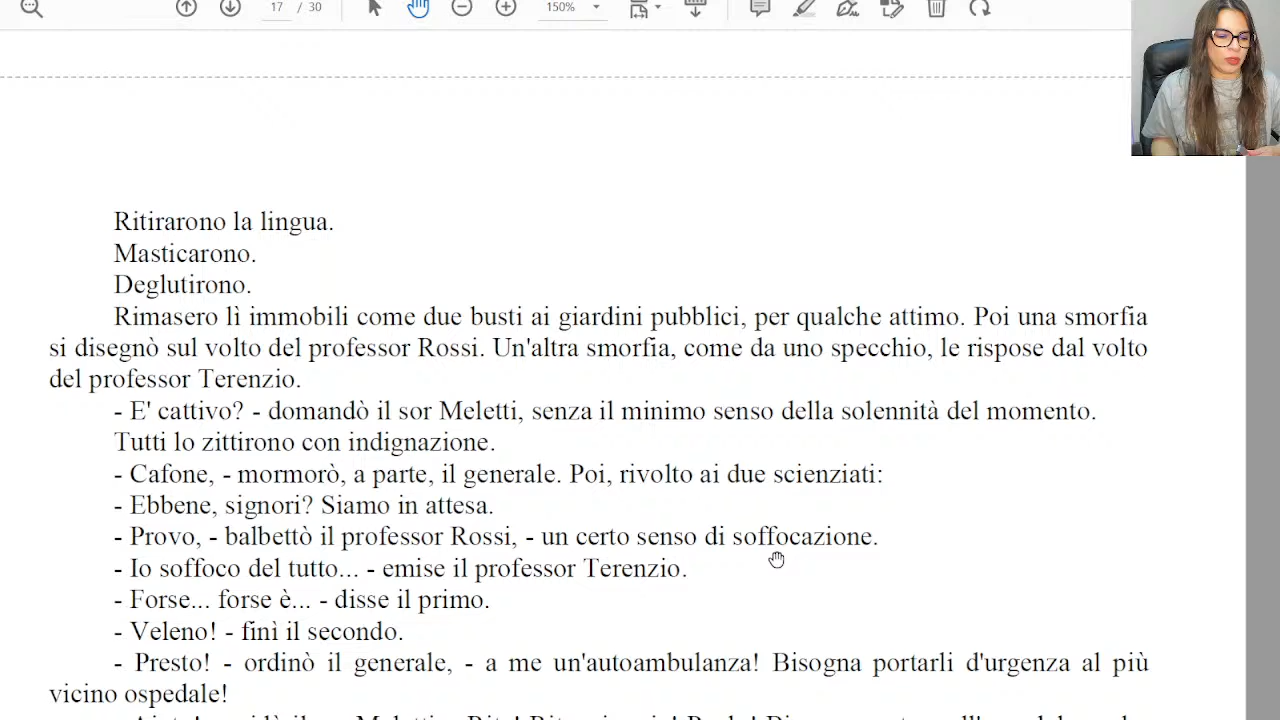 17 / 30
150%
Ritirarono la lingua.
Masticarono.
Deglutirono.
Rimasero lì immobili come due busti ai giardini pubblici, per qualche attimo. Poi una smorfia
si disegnò sul volto del professor Rossi. Un'altra smorfia, come da uno specchio, le rispose dal volto
del professor Terenzio.
- E' cattivo? - domandò il sor Meletti, senza il minimo senso della solennità del momento.
Tutti lo zittirono con indignazione.
- Cafone, - mormorò, a parte, il generale. Poi, rivolto ai due scienziati:
- Ebbene, signori? Siamo in attesa.
- Provo, - balbettò il professor Rossi, - un certo senso di soffocazione.
- Io soffoco del tutto... - emise il professor Terenzio.
- Forse... forse è... - disse il primo.
- Veleno! - finì il secondo.
- Presto! - ordinò il generale, - a me un'autoambulanza! Bisogna portarli d'urgenza al più
vicino ospedale!